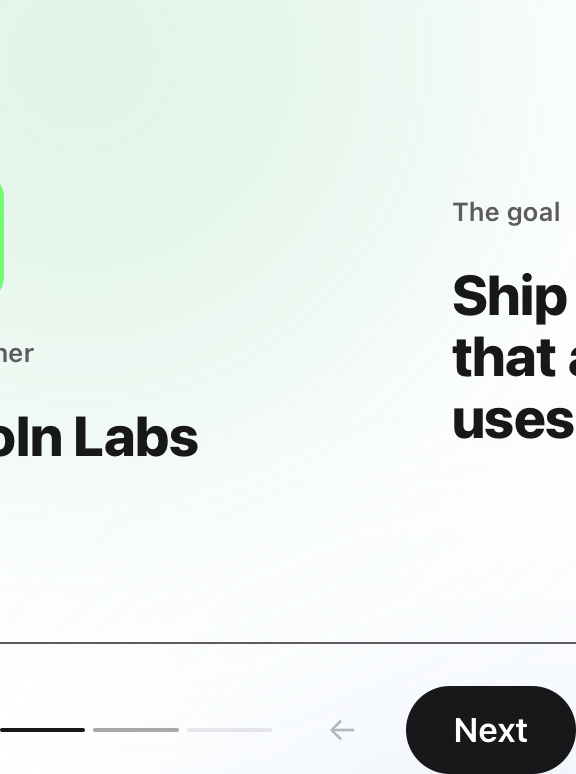 The goal
Ship
that
uses
ner
oln Labs
Next